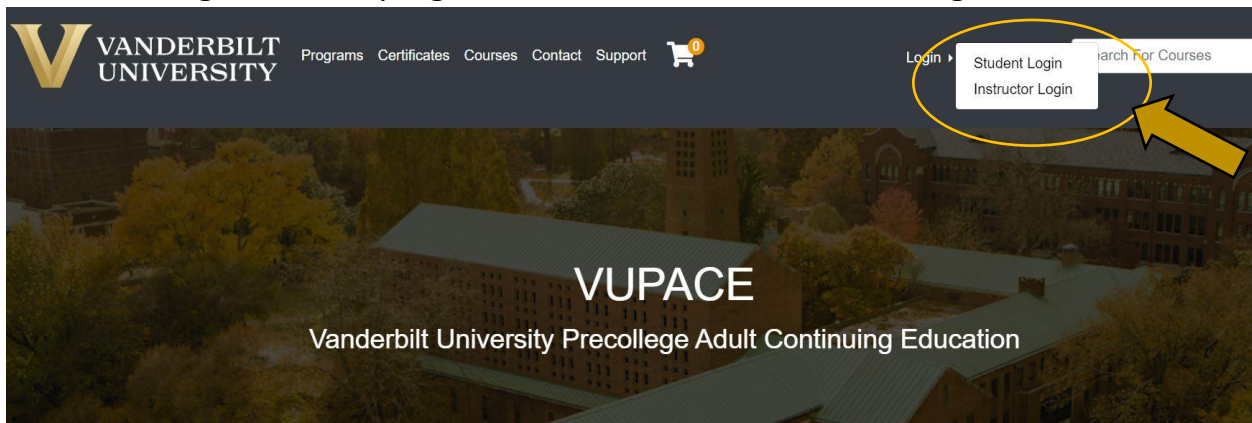 VANDERBILT
UNIVERSITY
Programs Certificates Courses Contact Support 0
Login
Student Login
Instructor Login
arch For Courses
VUPACE
Vanderbilt University Precollege Adult Continuing Education